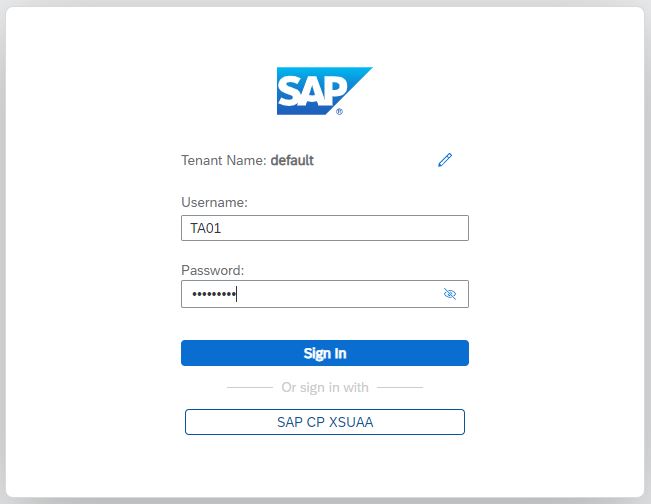 SAP®
Tenant Name: default
Username:
TA01
Password:
•••••••••
Sign In
Or sign in with
SAP CP XSUAA